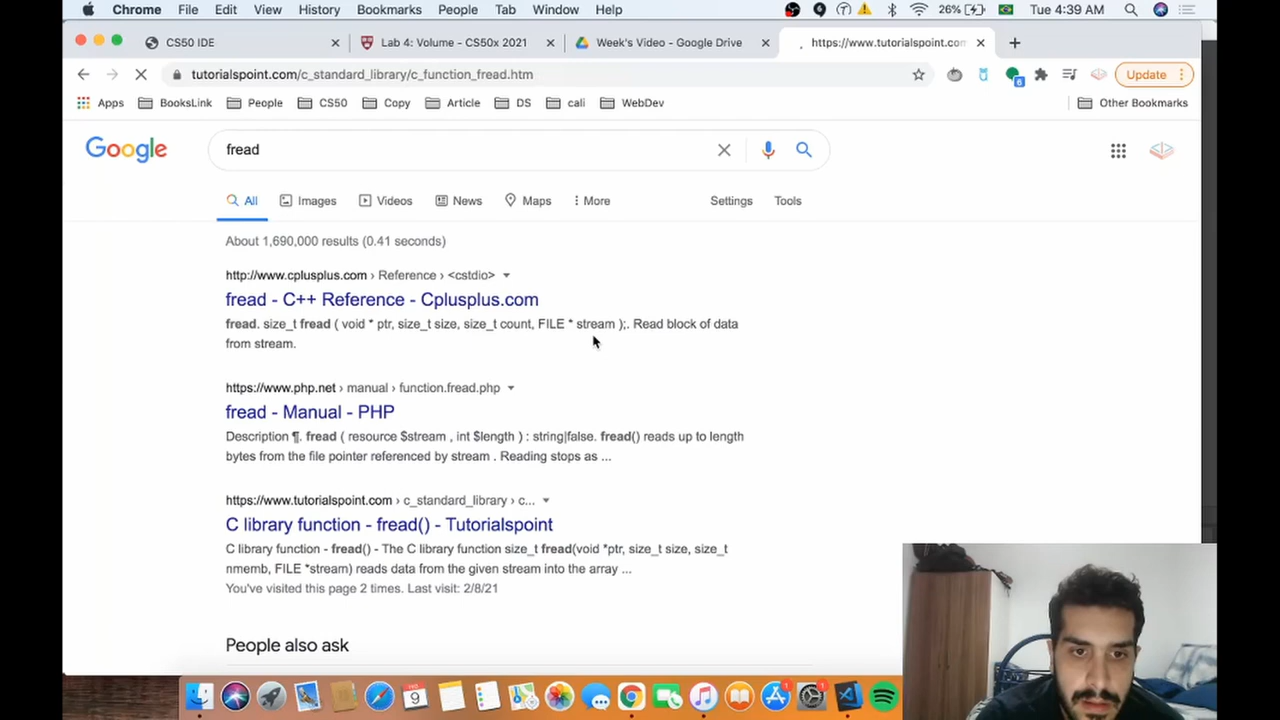 Chrome File Edit View History Bookmarks People Tab Window Help 26% Tue 4:39 AM
CS50 IDE Lab 4: Volume - CS50x 2021 Week's Video - Google Drive https://www.tutorialspoint.com
tutorialspoint.com/c_standard_library/c_function_fread.htm 6 Update
Apps BooksLink People CS50 Copy Article DS cali WebDev Other Bookmarks
Google fread
All Images Videos News Maps More Settings Tools
About 1,690,000 results (0.41 seconds)
http://www.cplusplus.com › Reference › <cstdio>
fread - C++ Reference - Cplusplus.com
fread. size_t fread ( void * ptr, size_t size, size_t count, FILE * stream );. Read block of data
from stream.
https://www.php.net › manual › function.fread.php
fread - Manual - PHP
Description ¶. fread ( resource $stream , int $length ) : string|false. fread() reads up to length
bytes from the file pointer referenced by stream . Reading stops as ...
https://www.tutorialspoint.com › c_standard_library › c...
C library function - fread() - Tutorialspoint
C library function - fread() - The C library function size_t fread(void *ptr, size_t size, size_t
nmemb, FILE *stream) reads data from the given stream into the array ...
You've visited this page 2 times. Last visit: 2/8/21
People also ask
9